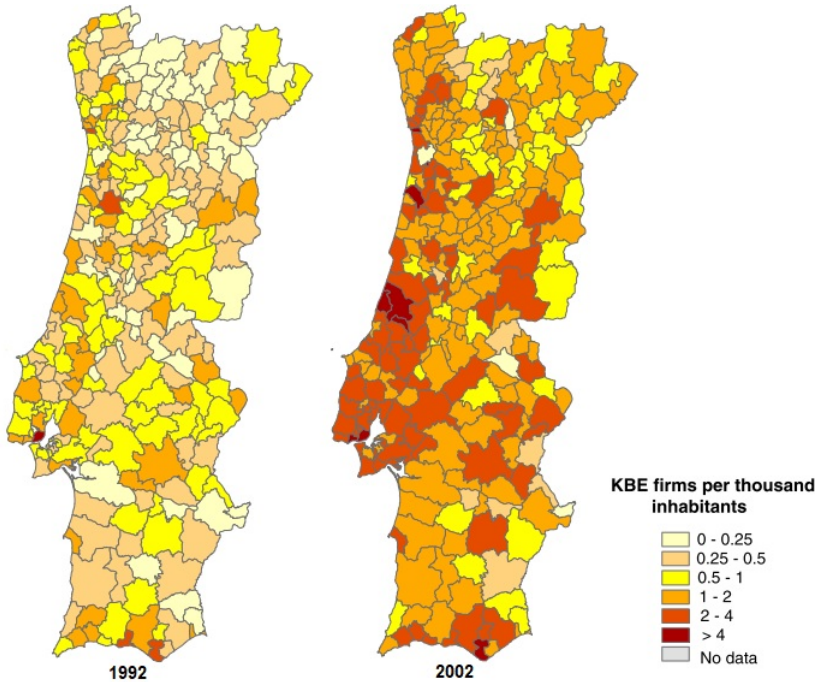 KBE firms per thousand
inhabitants
0 - 0.25
0.25 - 0.5
0.5 - 1
1 - 2
2 - 4
> 4
No data
1992
2002